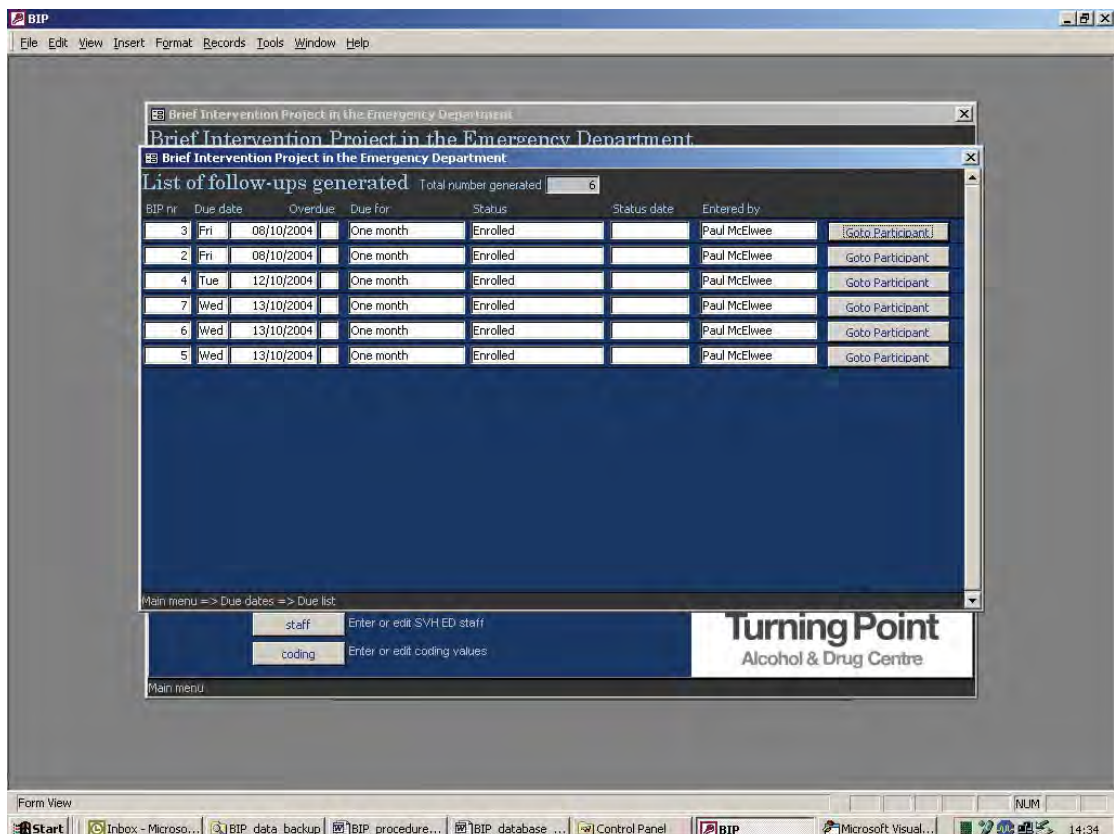 BIP
File Edit View Insert Format Records Tools Window Help
Brief Intervention Project in the Emergency Department
Brief Intervention Project in the Emergency Department
Brief Intervention Project in the Emergency Department
List of follow-ups generated Total number generated 6
BIP nr Due date Overdue Due for Status Status date Entered by
3 Fri 08/10/2004 One month Enrolled Paul McElwee Goto Participant
2 Fri 08/10/2004 One month Enrolled Paul McElwee Goto Participant
4 Tue 12/10/2004 One month Enrolled Paul McElwee Goto Participant
7 Wed 13/10/2004 One month Enrolled Paul McElwee Goto Participant
6 Wed 13/10/2004 One month Enrolled Paul McElwee Goto Participant
5 Wed 13/10/2004 One month Enrolled Paul McElwee Goto Participant
Main menu => Due dates => Due list
staff Enter or edit SVH ED staff
coding Enter or edit coding values
Turning Point
Alcohol & Drug Centre
Main menu
Form View NUM
Start Inbox - Microso... BIP data backup BIP procedure... BIP database ... Control Panel BIP Microsoft Visual... 14:34